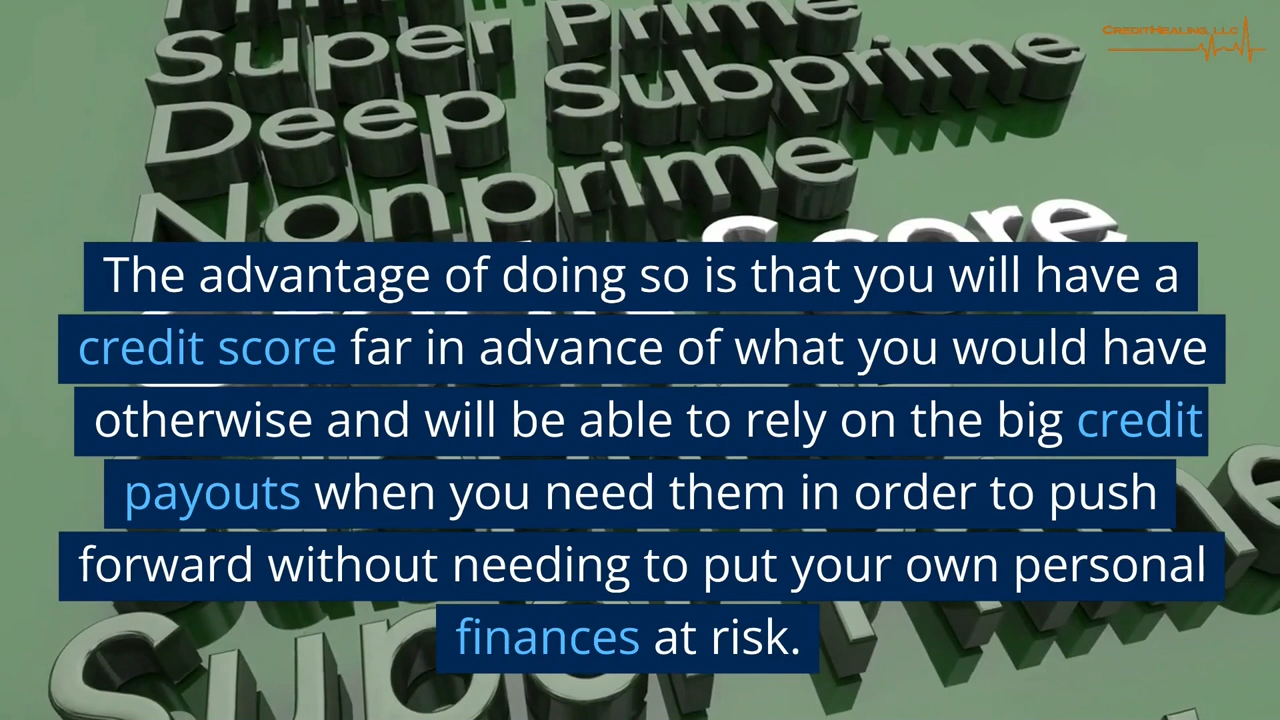 Super Prime
CREDITHEALING, LLC
Deep Subprime
Nonprime
Score
The advantage of doing so is that you will have a
credit score far in advance of what you would have
otherwise and will be able to rely on the big credit
payouts when you need them in order to push
forward without needing to put your own personal
finances at risk.